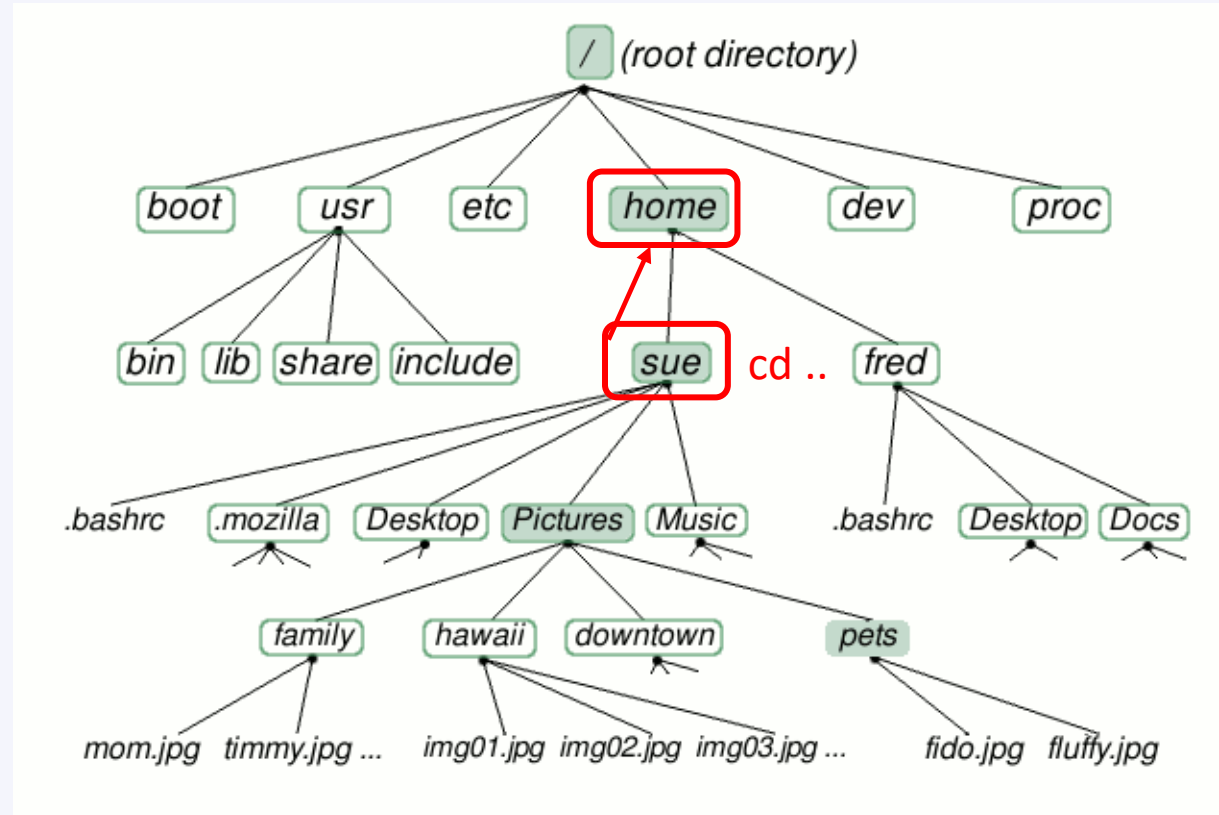 / (root directory)
boot usr etc home dev proc
bin lib share include sue cd .. fred
.bashrc .mozilla Desktop Pictures Music .bashrc Desktop Docs
family hawaii downtown pets
mom.jpg timmy.jpg ... img01.jpg img02.jpg img03.jpg ... fido.jpg fluffy.jpg